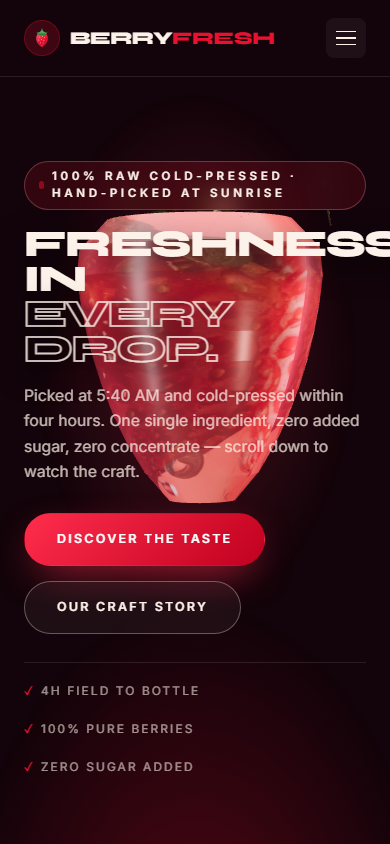 BERRYFRESH
100% RAW COLD-PRESSED ·
HAND-PICKED AT SUNRISE
FRESHNESS
IN
EVERY
DROP.
Picked at 5:40 AM and cold-pressed within
four hours. One single ingredient, zero added
sugar, zero concentrate — scroll down to
watch the craft.
DISCOVER THE TASTE
OUR CRAFT STORY
✓ 4H FIELD TO BOTTLE
✓ 100% PURE BERRIES
✓ ZERO SUGAR ADDED